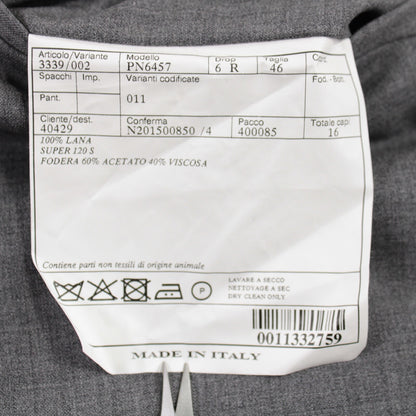 Articolo/Variante Modello Drop Taglia Cat.
3339/002 PN6457 6 R 46
Spacchi Imp. Varianti codificate Fod. - Bot.
Pant. 011
Cliente/dest. Conferma Pacco Totale capi
40429 N201500850 /4 400085 16
100% LANA
SUPER 120 S
FODERA 60% ACETATO 40% VISCOSA
Contiene parti non tessili di origine animale
P
LAVARE A SECCO
NETTOYAGE A SEC
DRY CLEAN ONLY
0011332759
MADE IN ITALY